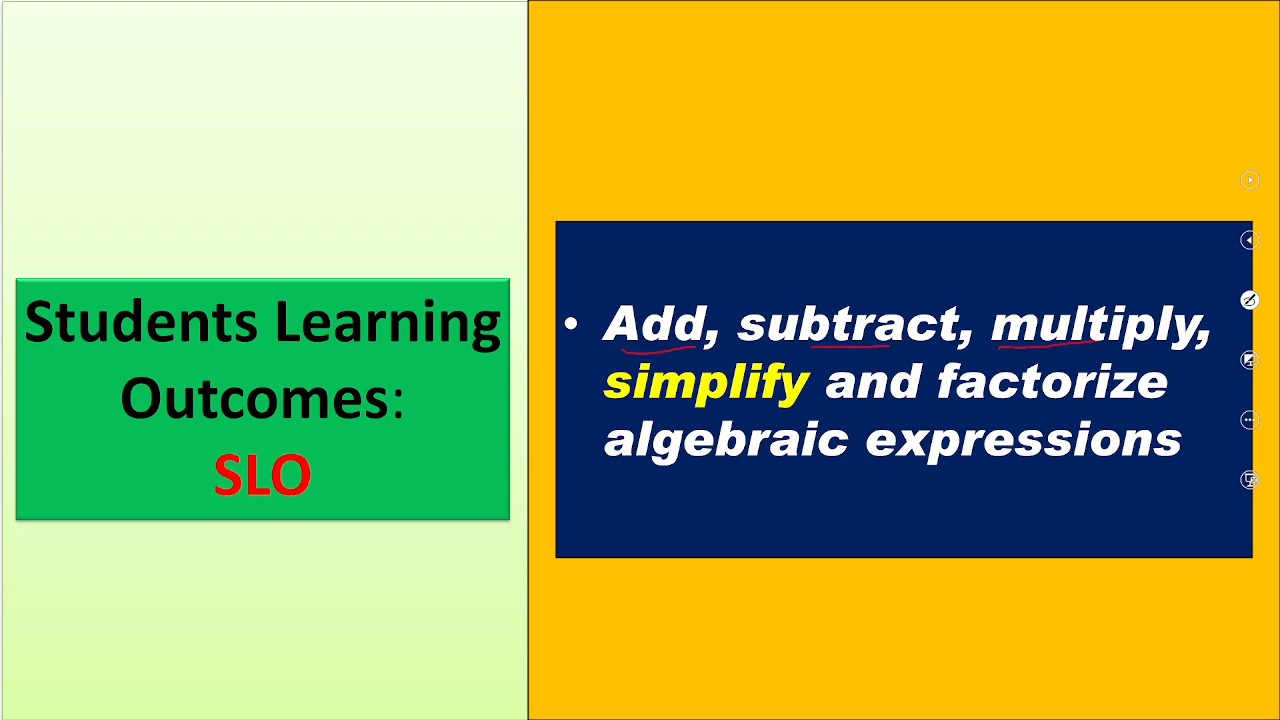 Students Learning
Outcomes:
SLO
• Add, subtract, multiply,
simplify and factorize
algebraic expressions